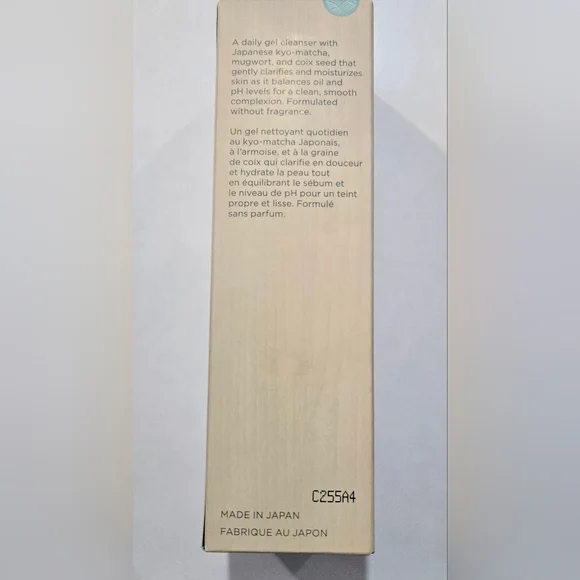 A daily gel cleanser with
Japanese kyo-matcha,
mugwort, and coix seed that
gently clarifies and moisturizes
skin as it balances oil and
pH levels for a clean, smooth
complexion. Formulated
without fragrance.
Un gel nettoyant quotidien
au kyo-matcha Japonais,
à l'armoise, et à la graine
de coix qui clarifie en douceur
et hydrate la peau tout
en équilibrant le sébum et
le niveau de pH pour un teint
propre et lisse. Formulé
sans parfum.
C255A4
MADE IN JAPAN
FABRIQUE AU JAPON